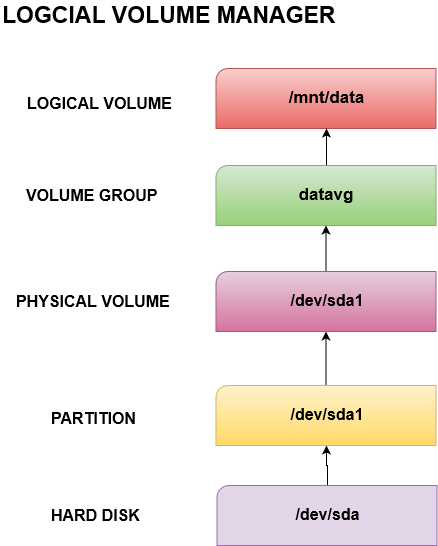 LOGCIAL VOLUME MANAGER
LOGICAL VOLUME
/mnt/data
VOLUME GROUP
datavg
PHYSICAL VOLUME
/dev/sda1
PARTITION
/dev/sda1
HARD DISK
/dev/sda